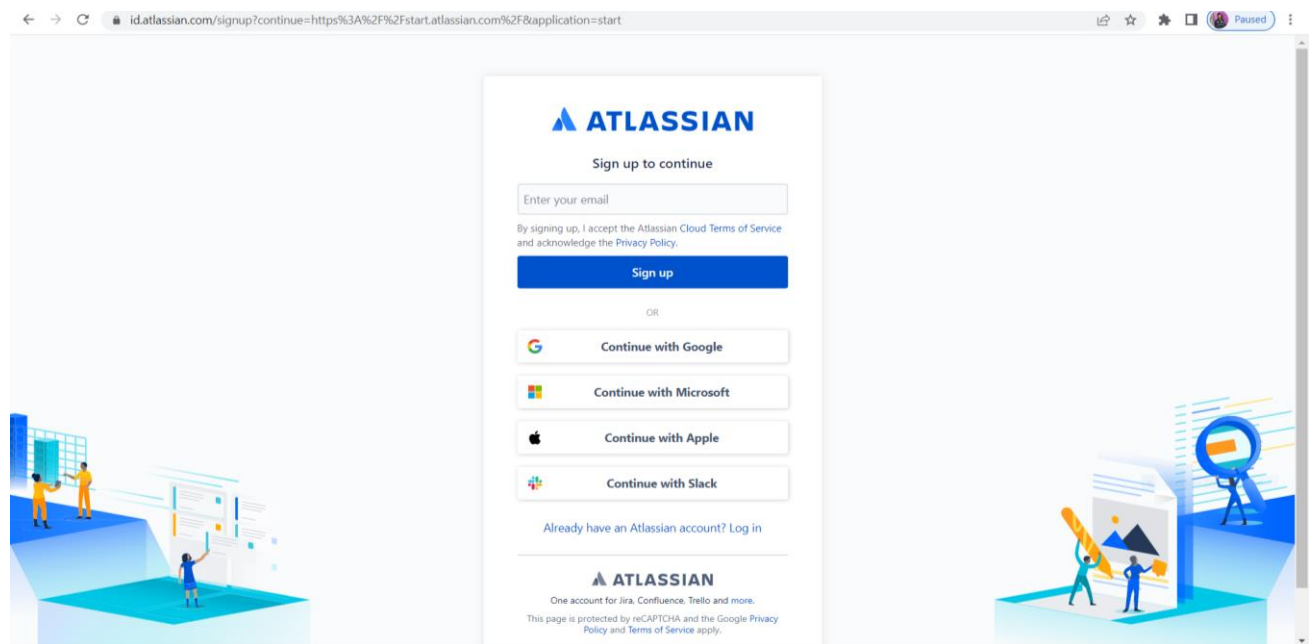 id.atlassian.com/signup?continue=https%3A%2F%2Fstart.atlassian.com%2F&application=start
Paused
ATLASSIAN
Sign up to continue
Enter your email
By signing up, I accept the Atlassian Cloud Terms of Service
and acknowledge the Privacy Policy.
Sign up
OR
Continue with Google
Continue with Microsoft
Continue with Apple
Continue with Slack
Already have an Atlassian account? Log in
ATLASSIAN
One account for Jira, Confluence, Trello and more.
This page is protected by reCAPTCHA and the Google Privacy
Policy and Terms of Service apply.